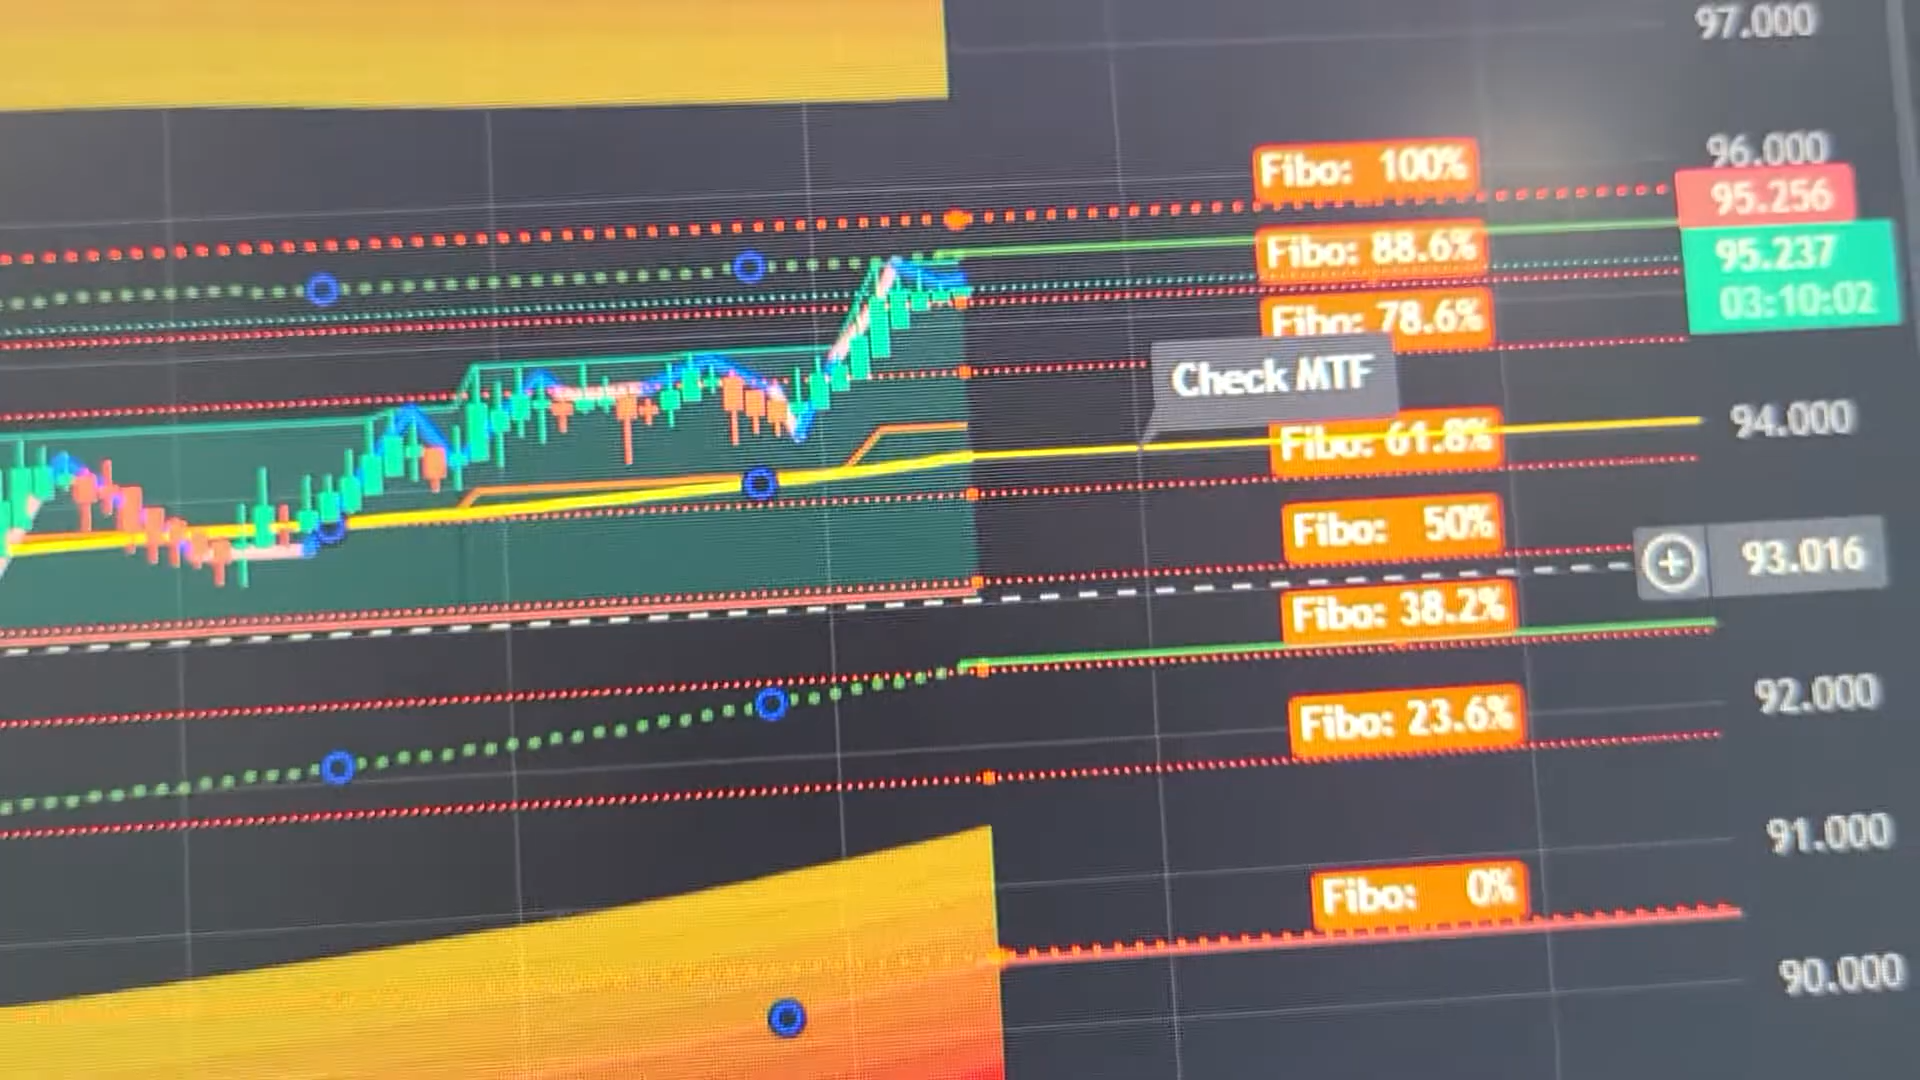 97.000
96.000
Fibo: 100%
95.256
Fibo: 88.6%
95.237
03:10:02
Fibo: 78.6%
Check MTF
94.000
Fibo: 61.8%
Fibo: 50%
93.016
Fibo: 38.2%
92.000
Fibo: 23.6%
91.000
Fibo: 0%
90.000